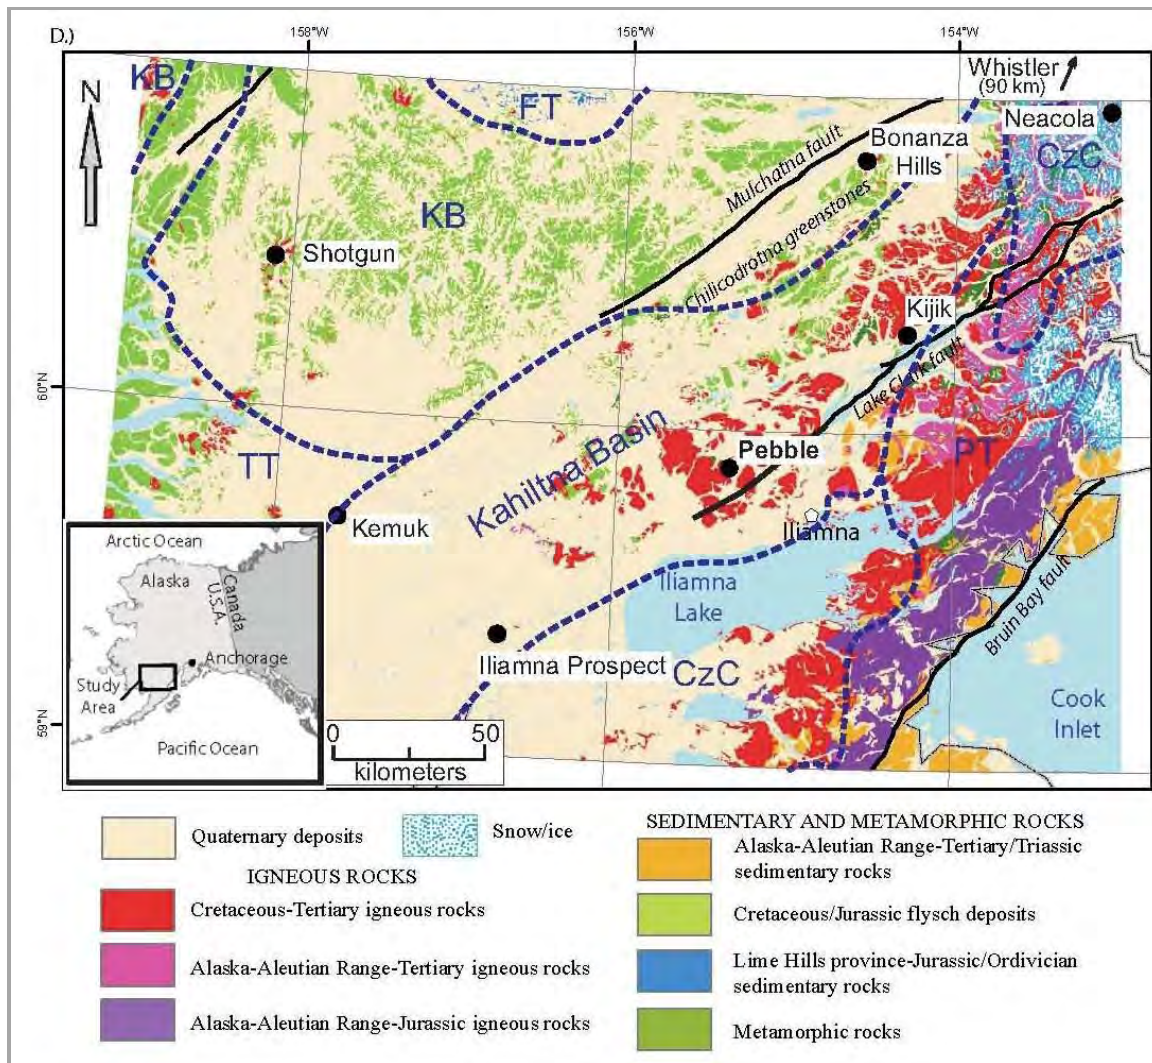 D.)
158°W
156°W
154°W
KB
FT
Whistler
(90 km)
N
Neacola
Bonanza
Hills
CzC
Mulchatna fault
KB
Chilicodrotna greenstones
Shotgun
Kijik
Lake Clark fault
60°N
Kahiltna Basin
Pebble
PT
TT
Kemuk
Iliamna
Iliamna
Lake
Bruin Bay fault
Arctic Ocean
Alaska
Canada
U.S.A.
Anchorage
Study
Area
Pacific Ocean
Iliamna Prospect
CzC
Cook
Inlet
59°N
0 50
kilometers
Quaternary deposits
Snow/ice
IGNEOUS ROCKS
Cretaceous-Tertiary igneous rocks
Alaska-Aleutian Range-Tertiary igneous rocks
Alaska-Aleutian Range-Jurassic igneous rocks
SEDIMENTARY AND METAMORPHIC ROCKS
Alaska-Aleutian Range-Tertiary/Triassic
sedimentary rocks
Cretaceous/Jurassic flysch deposits
Lime Hills province-Jurassic/Ordivician
sedimentary rocks
Metamorphic rocks